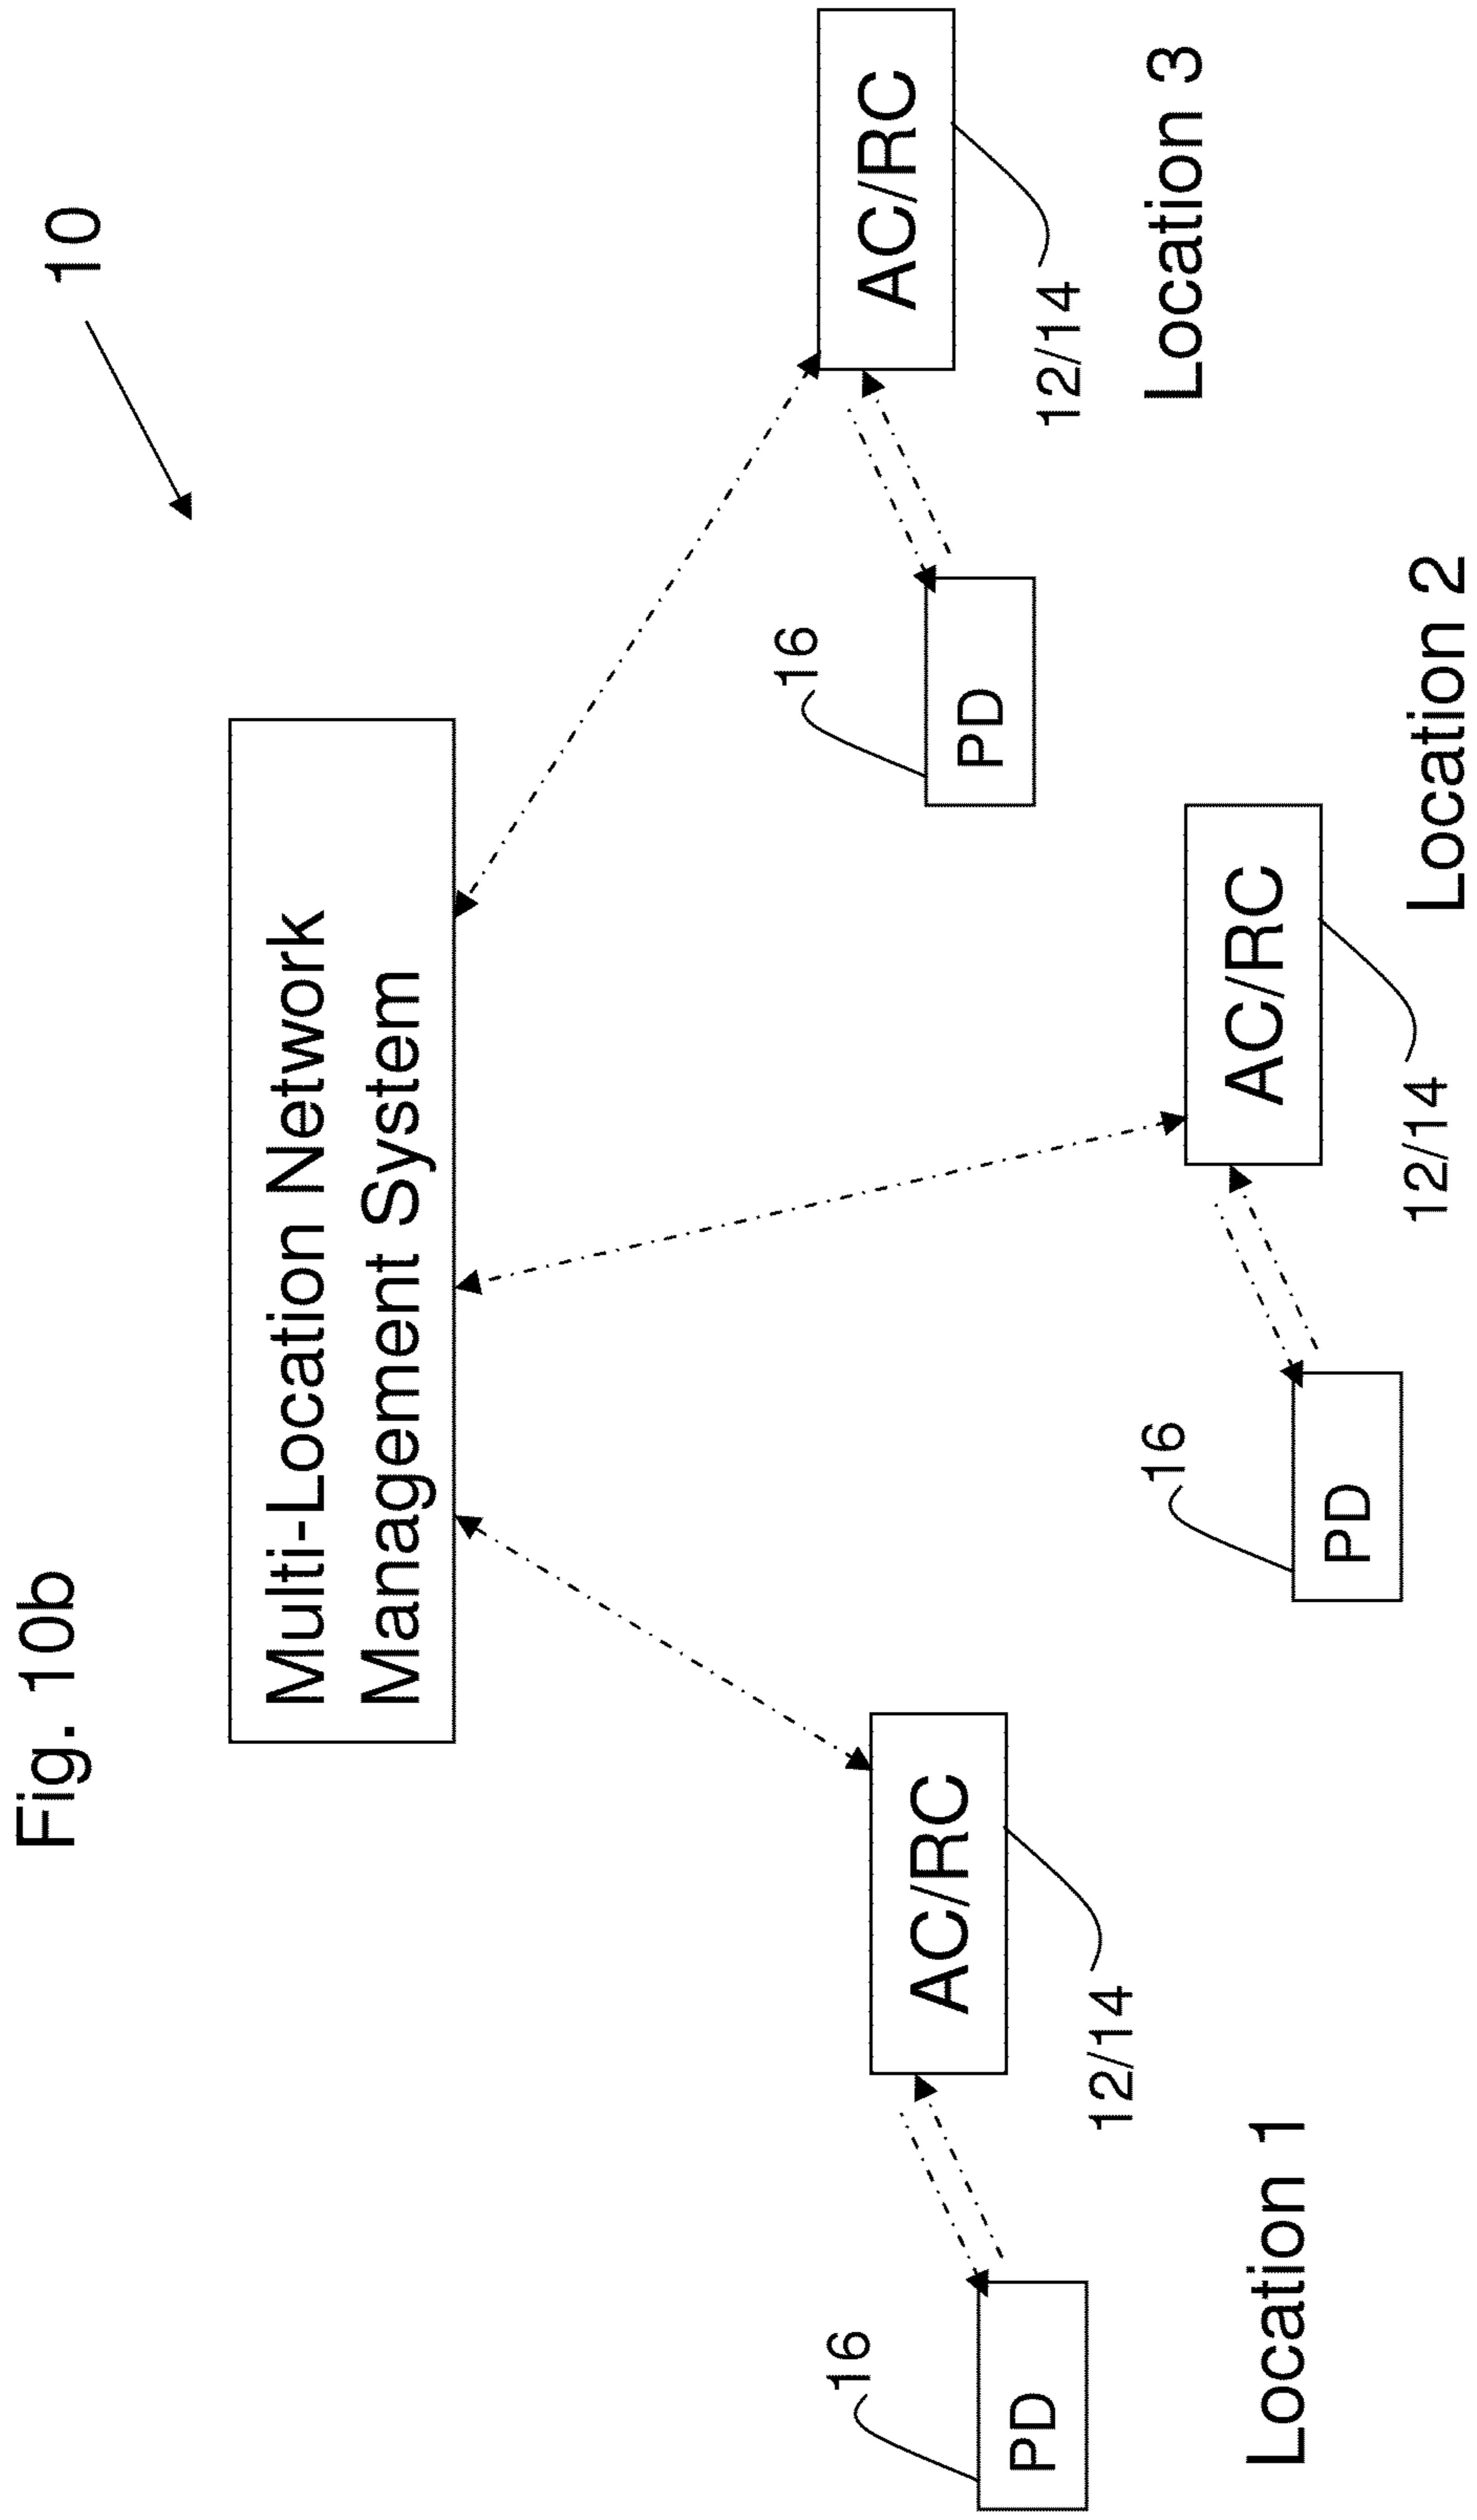 Fig. 10b
10
Multi-Location Network
Management System
16
PD
AC/RC
12/14
Location 1
16
PD
AC/RC
12/14
Location 2
16
PD
AC/RC
12/14
Location 3